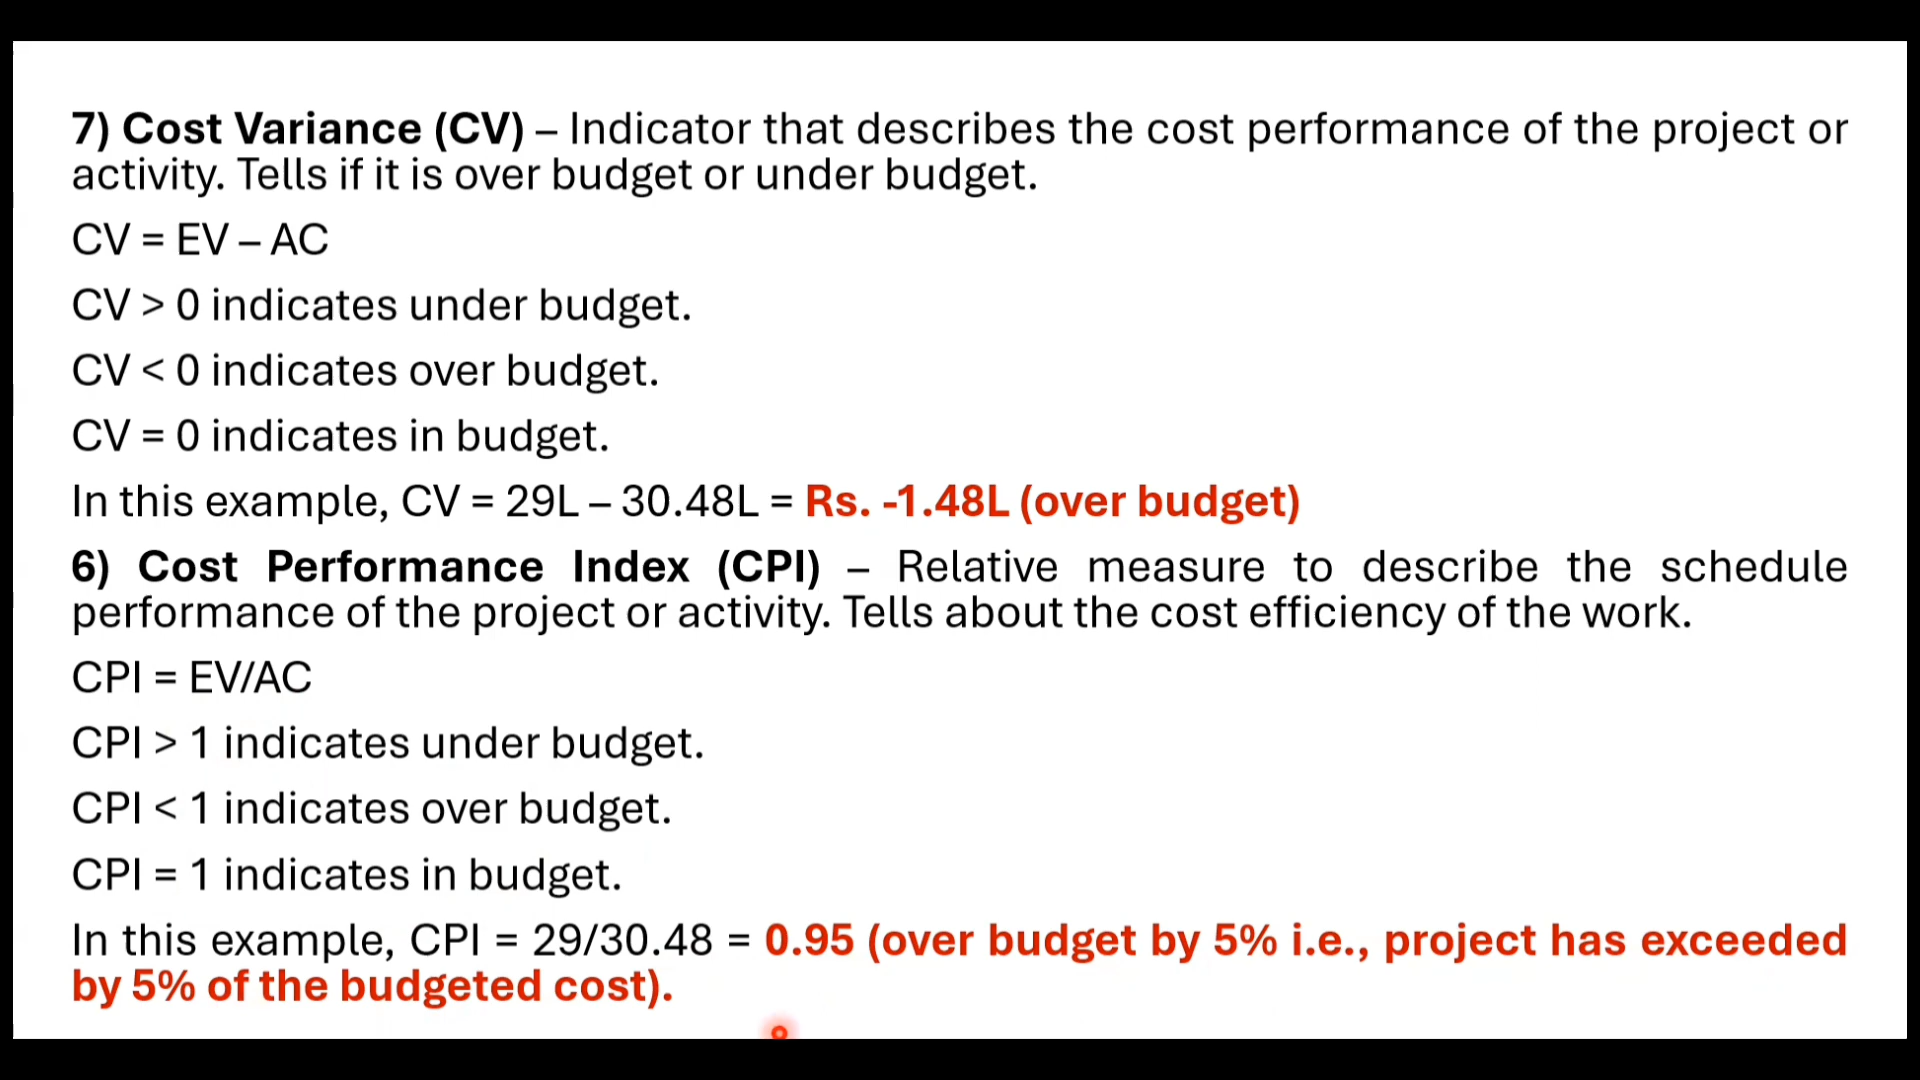 7) Cost Variance (CV) – Indicator that describes the cost performance of the project or
activity. Tells if it is over budget or under budget.
CV = EV – AC
CV > 0 indicates under budget.
CV < 0 indicates over budget.
CV = 0 indicates in budget.
In this example, CV = 29L – 30.48L = Rs. -1.48L (over budget)
6) Cost Performance Index (CPI) – Relative measure to describe the schedule
performance of the project or activity. Tells about the cost efficiency of the work.
CPI = EV/AC
CPI > 1 indicates under budget.
CPI < 1 indicates over budget.
CPI = 1 indicates in budget.
In this example, CPI = 29/30.48 = 0.95 (over budget by 5% i.e., project has exceeded
by 5% of the budgeted cost).